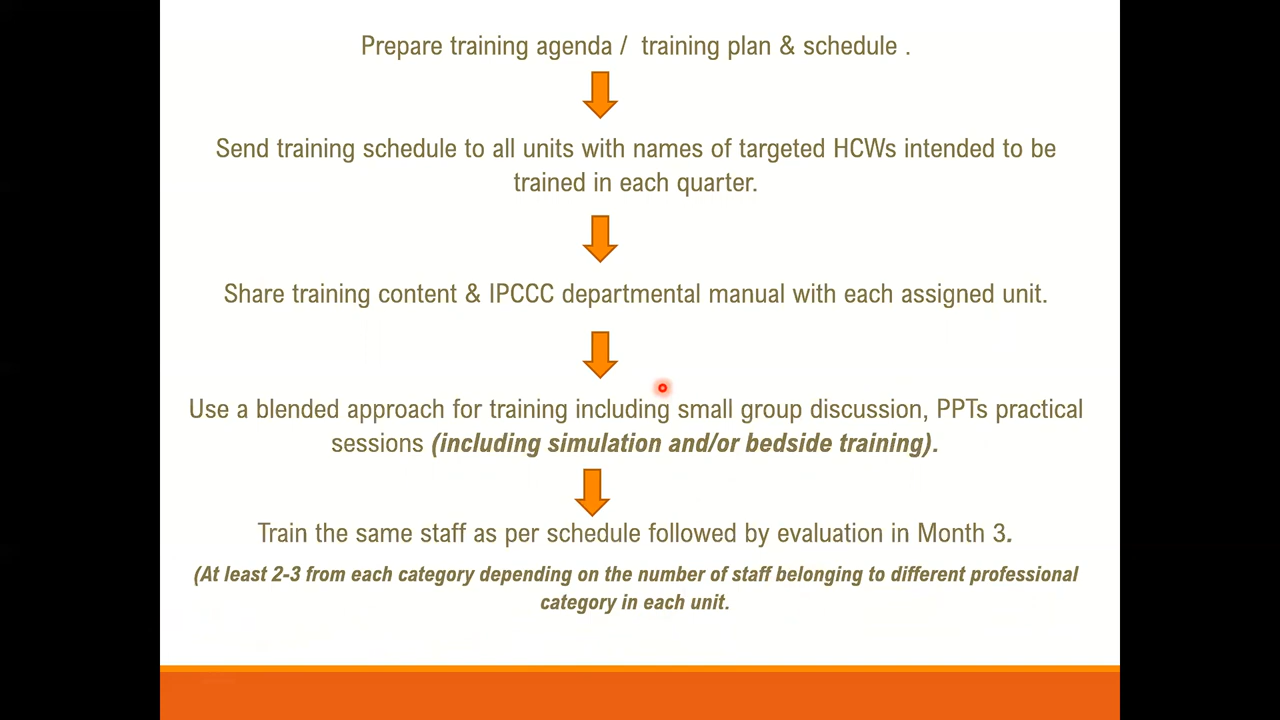 Prepare training agenda /  training plan & schedule .
Send training schedule to all units with names of targeted HCWs intended to be
trained in each quarter.
Share training content & IPCCC departmental manual with each assigned unit.
Use a blended approach for training including small group discussion, PPTs practical
sessions (including simulation and/or bedside training).
Train the same staff as per schedule followed by evaluation in Month 3.
(At least 2-3 from each category depending on the number of staff belonging to different professional
category in each unit.